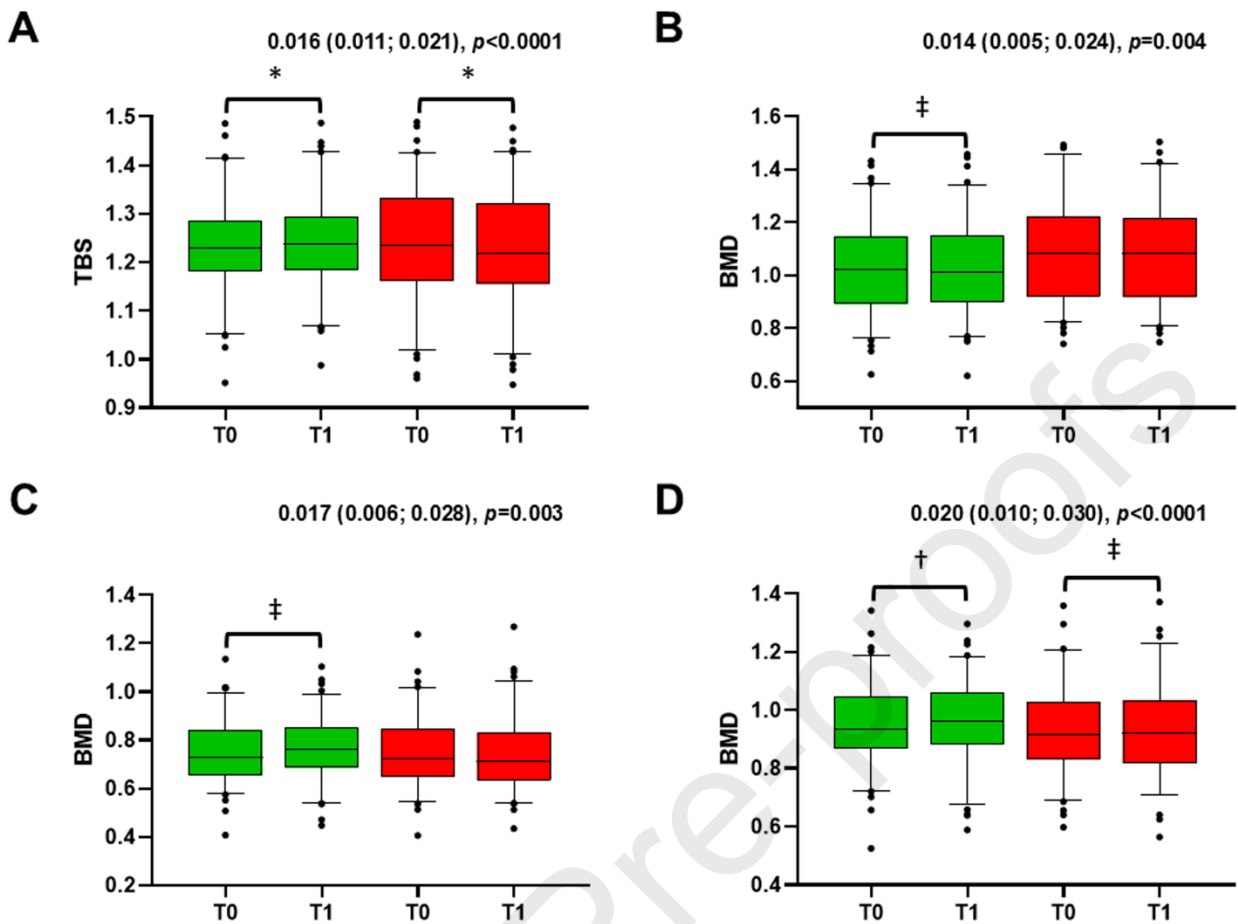 A
0.016 (0.011; 0.021), p<0.0001
* *
TBS
1.5
1.4
1.3
1.2
1.1
1.0
0.9
T0 T1 T0 T1
B
0.014 (0.005; 0.024), p=0.004
‡
BMD
1.6
1.4
1.2
1.0
0.8
0.6
T0 T1 T0 T1
C
0.017 (0.006; 0.028), p=0.003
‡
BMD
1.4
1.2
1.0
0.8
0.6
0.4
0.2
T0 T1 T0 T1
D
0.020 (0.010; 0.030), p<0.0001
† ‡
BMD
1.4
1.2
1.0
0.8
0.6
0.4
T0 T1 T0 T1
Pre-proofs